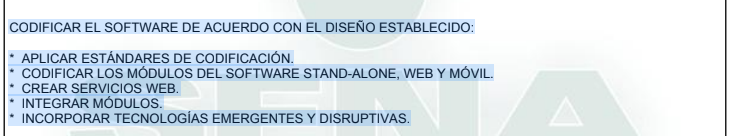 CODIFICAR EL SOFTWARE DE ACUERDO CON EL DISEÑO ESTABLECIDO:
* APLICAR ESTÁNDARES DE CODIFICACIÓN.
* CODIFICAR LOS MÓDULOS DEL SOFTWARE STAND-ALONE, WEB Y MÓVIL.
* CREAR SERVICIOS WEB.
* INTEGRAR MÓDULOS.
* INCORPORAR TECNOLOGÍAS EMERGENTES Y DISRUPTIVAS.
SENA